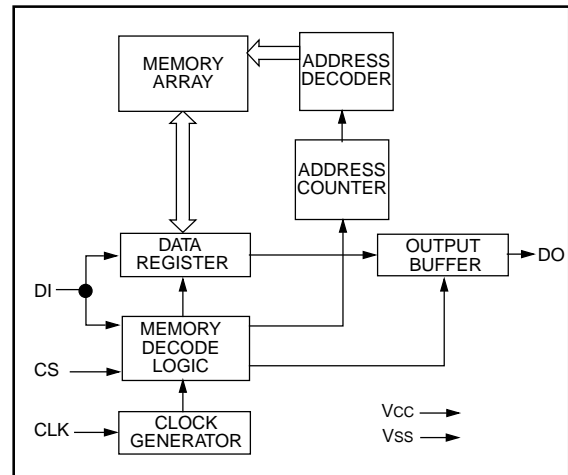 MEMORY
ARRAY
ADDRESS
DECODER
ADDRESS
COUNTER
DATA
REGISTER
OUTPUT
BUFFER
DO
DI
MEMORY
DECODE
LOGIC
CS
CLK
CLOCK
GENERATOR
VCC
VSS